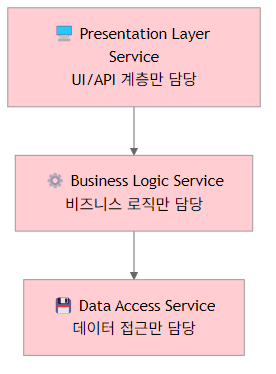 🖥️ Presentation Layer
Service
UI/API 계층만 담당
⚙️ Business Logic Service
비즈니스 로직만 담당
💾 Data Access Service
데이터 접근만 담당